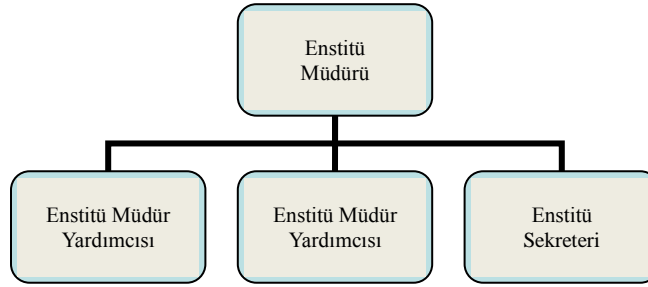 Enstitü
Müdürü
Enstitü Müdür
Yardımcısı
Enstitü Müdür
Yardımcısı
Enstitü
Sekreteri